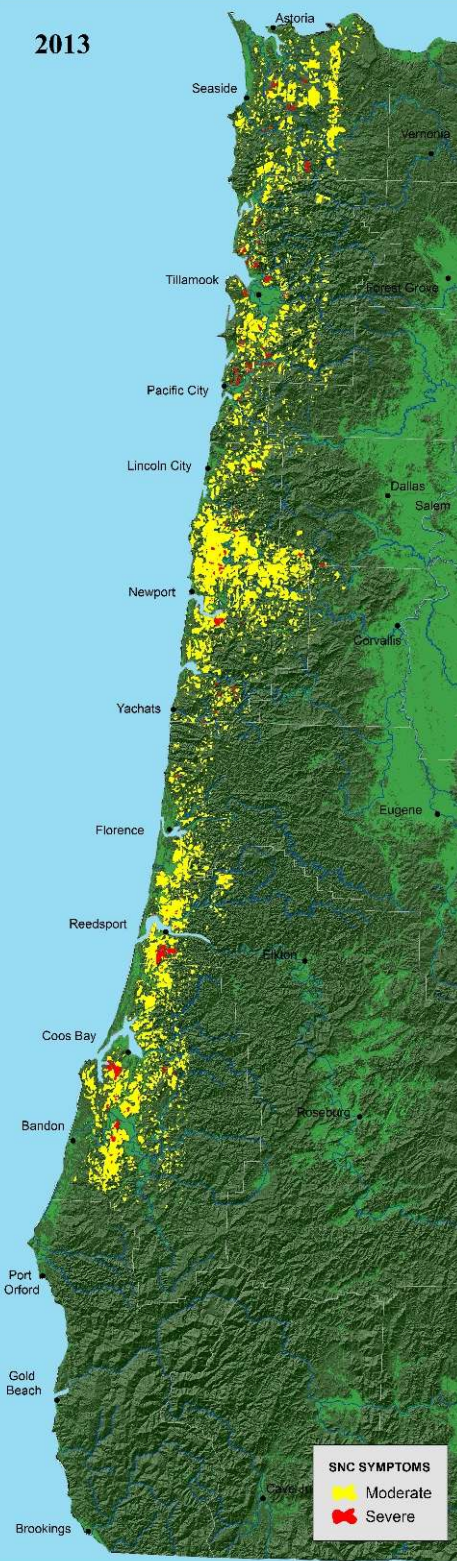 2013
Astoria
Seaside
Vernonia
Tillamook
Forest Grove
Pacific City
Lincoln City
Dallas
Salem
Newport
Corvallis
Yachats
Eugene
Florence
Reedsport
Elkton
Coos Bay
Roseburg
Bandon
Port
Orford
Gold
Beach
SNC SYMPTOMS
Moderate
Severe
Brookings